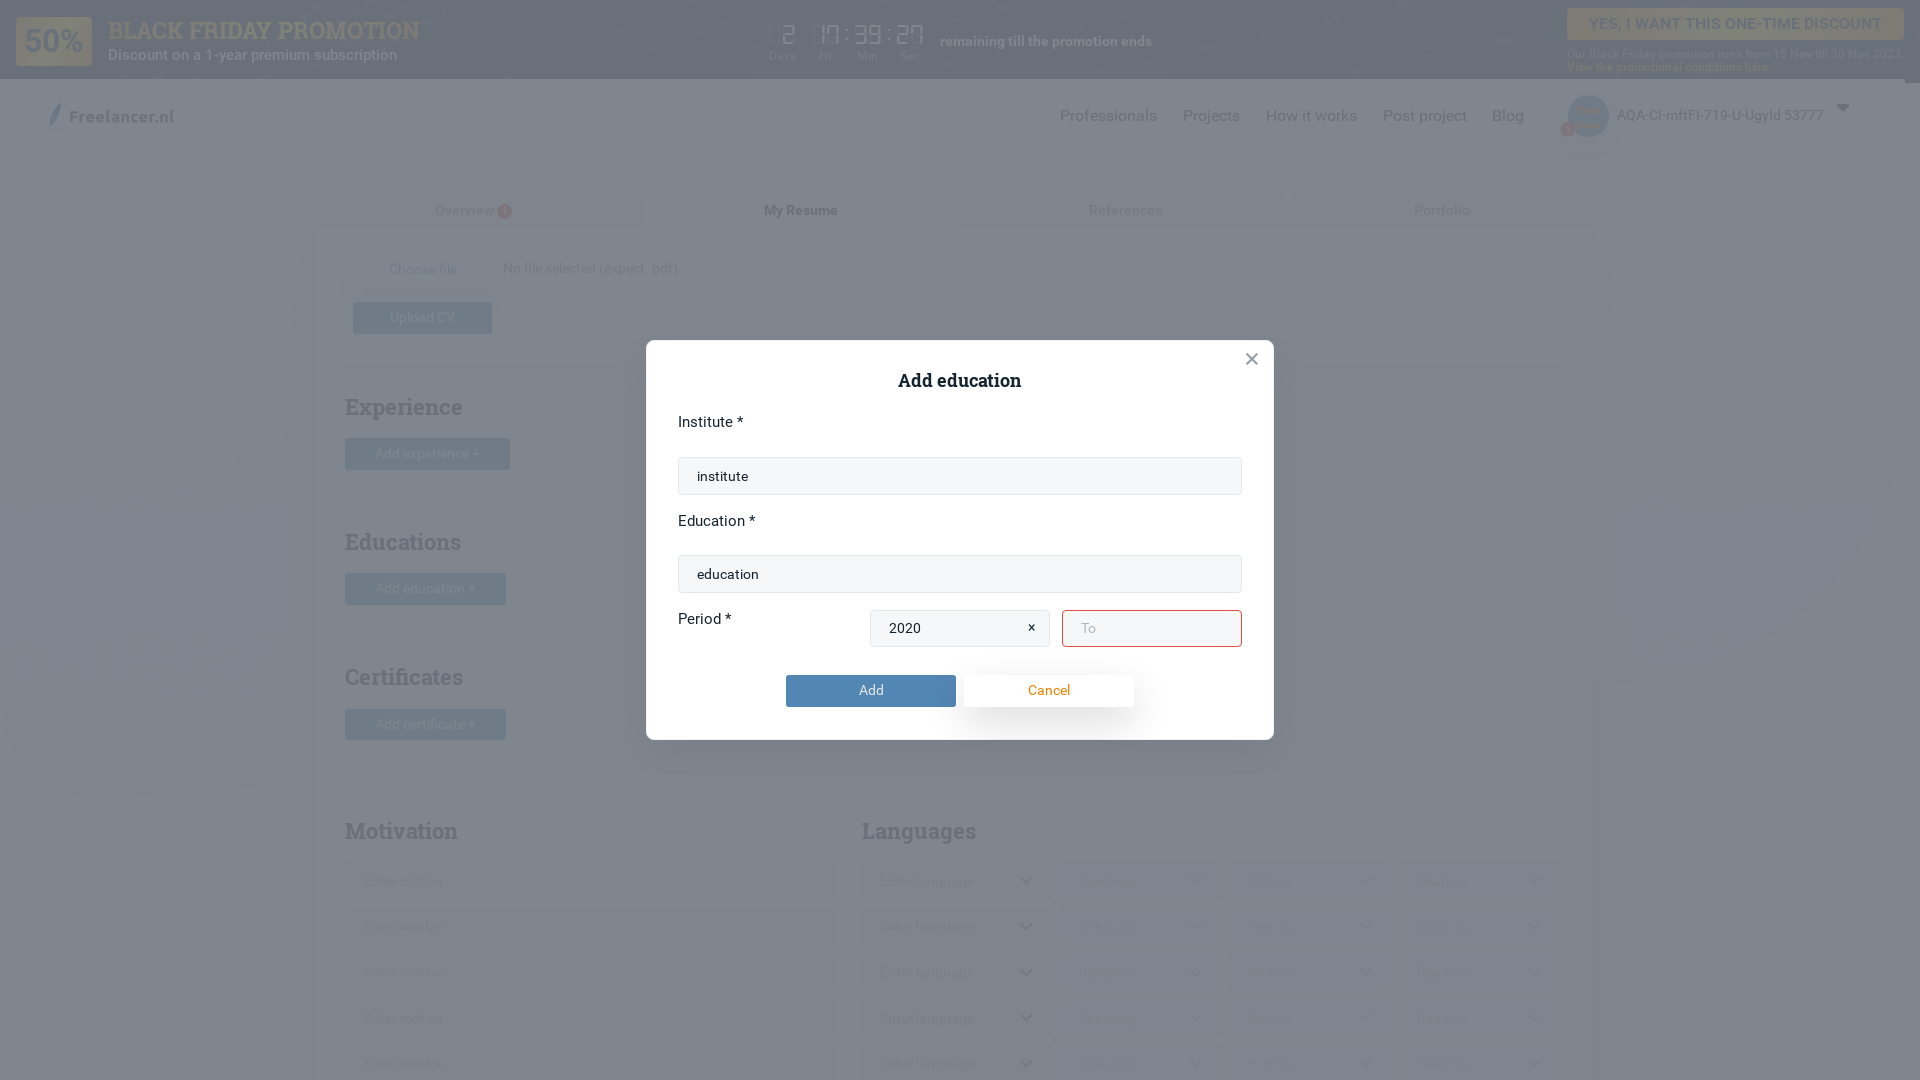 50%
BLACK FRIDAY PROMOTION
Discount on a 1-year premium subscription
2 17:39:27
Days Hr Min Sec
remaining till the promotion ends
YES, I WANT THIS ONE-TIME DISCOUNT
Our Black Friday promotion runs from 15 Nov till 30 Nov 2023.
View the promotional conditions here.
Freelancer.nl
Professionals
Projects
How it works
Post project
Blog
AQA-CI-mftFI-719-U-UgyId 53777
Overview
My Resume
References
Portfolio
Choose file
No file selected (expect .pdf)
Upload CV
Experience
Add experience +
Educations
Add education +
Certificates
Add certificate +
Add education
Institute *
institute
Education *
education
Period *
2020 ×
To
Add
Cancel
Motivation
Languages
Enter motive
Enter language
Enter motive
Enter language
Enter motive
Enter language
Enter motive
Enter language
Enter motive
Enter language